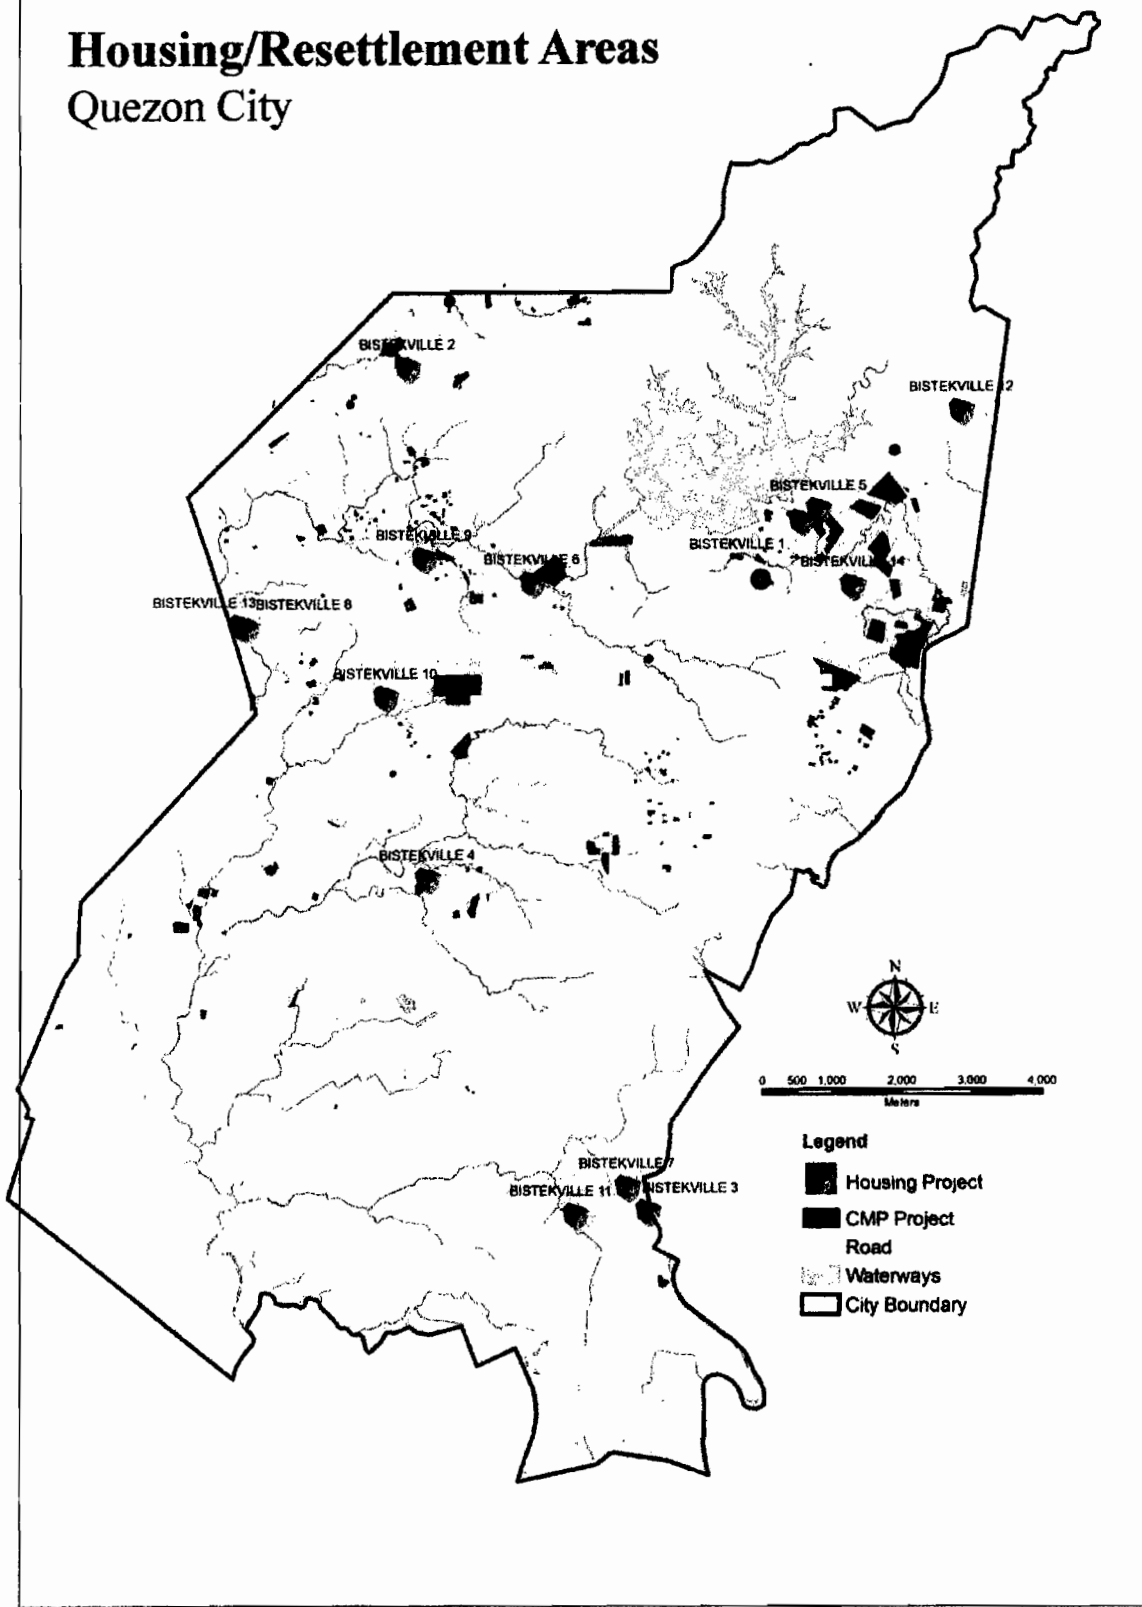 Housing/Resettlement Areas
Quezon City
BISTEKVILLE 2
BISTEKVILLE 12
BISTEKVILLE 5
BISTEKVILLE 9
BISTEKVILLE 1
BISTEKVILLE 6
BISTEKVILLE 14
BISTEKVILLE 13
BISTEKVILLE 8
BISTEKVILLE 10
BISTEKVILLE 4
N
W
E
S
0 500 1,000 2,000 3,000 4,000
Meters
Legend
BISTEKVILLE 7
BISTEKVILLE 11
BISTEKVILLE 3
Housing Project
CMP Project
Road
Waterways
City Boundary